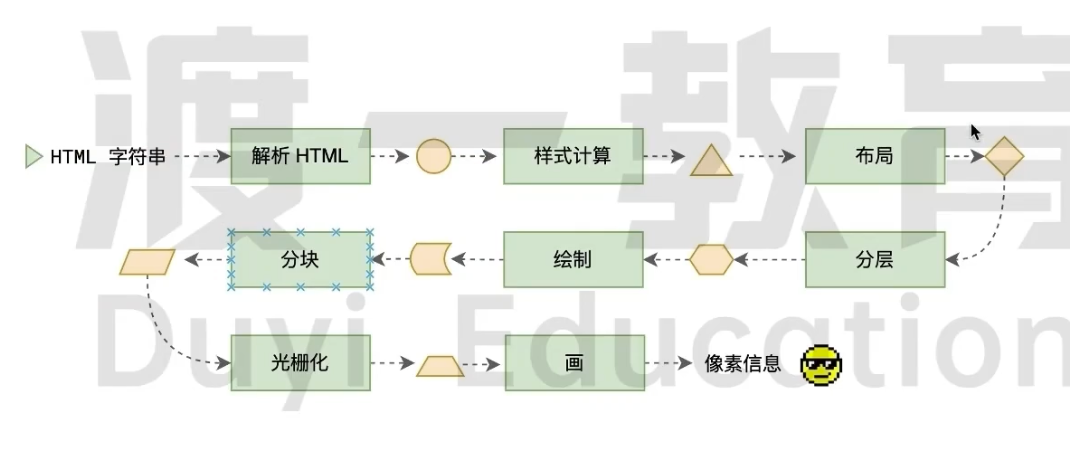 渡一教育
HTML 字符串
解析 HTML
样式计算
布局
分层
绘制
分块
Duyi Education
光栅化
画
像素信息